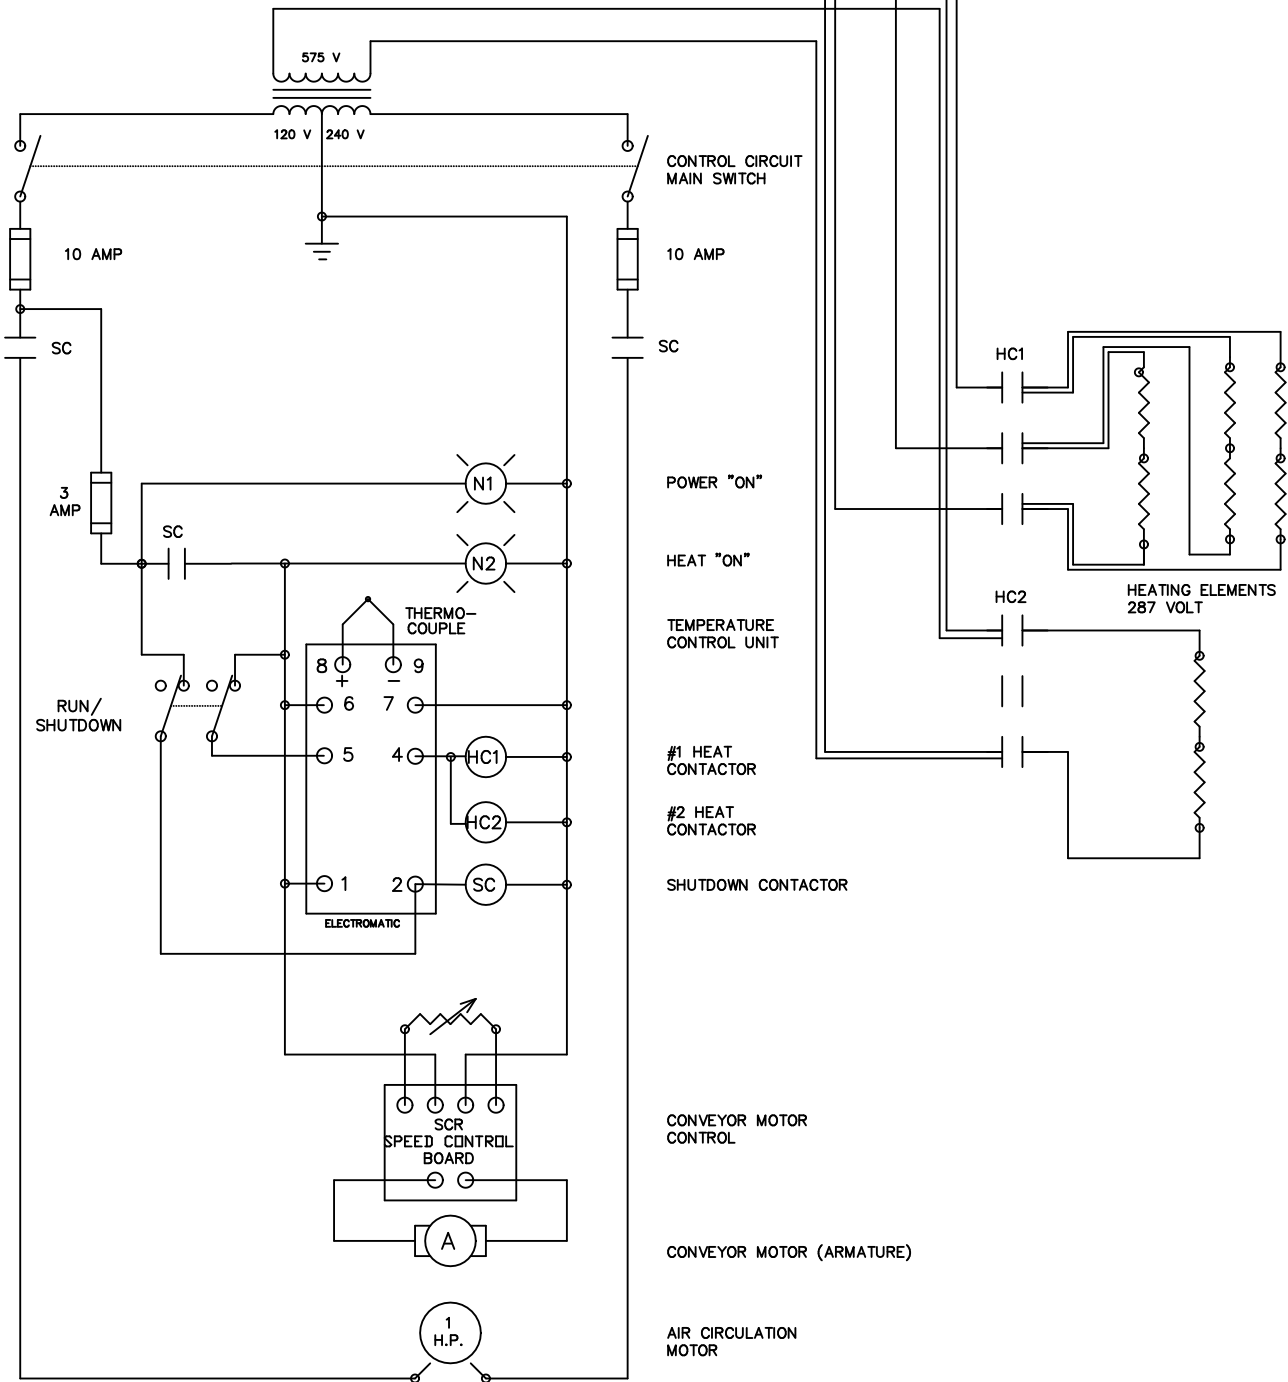 575 V
120 V
240 V
CONTROL CIRCUIT
MAIN SWITCH
10 AMP
10 AMP
SC
SC
HC1
3
AMP
N1
POWER "ON"
SC
N2
HEAT "ON"
HEATING ELEMENTS
287 VOLT
HC2
THERMO-
COUPLE
TEMPERATURE
CONTROL UNIT
8
9
+
-
6
7
RUN/
SHUTDOWN
5
4
HC1
#1 HEAT
CONTACTOR
HC2
#2 HEAT
CONTACTOR
1
2
SC
SHUTDOWN CONTACTOR
ELECTROMATIC
SCR
SPEED CONTROL
BOARD
CONVEYOR MOTOR
CONTROL
A
CONVEYOR MOTOR (ARMATURE)
1
H.P.
AIR CIRCULATION
MOTOR